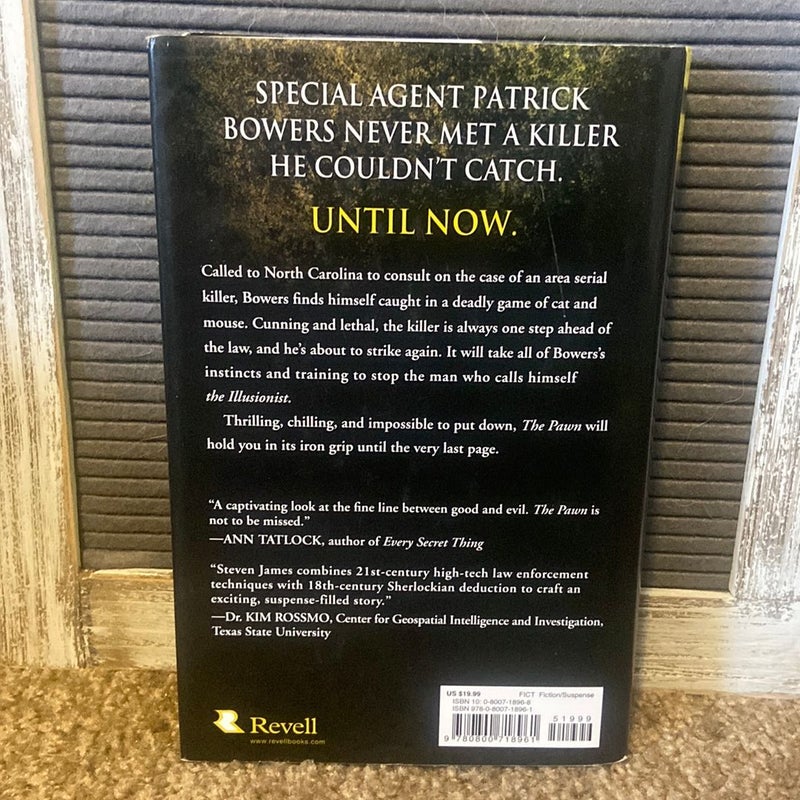 SPECIAL AGENT PATRICK
BOWERS NEVER MET A KILLER
HE COULDN'T CATCH.
UNTIL NOW.
Called to North Carolina to consult on the case of an area serial
killer, Bowers finds himself caught in a deadly game of cat and
mouse. Cunning and lethal, the killer is always one step ahead of
the law, and he's about to strike again. It will take all of Bowers's
instincts and training to stop the man who calls himself
the Illusionist.
Thrilling, chilling, and impossible to put down, The Pawn will
hold you in its iron grip until the very last page.
"A captivating look at the fine line between good and evil. The Pawn is
not to be missed."
—ANN TATLOCK, author of Every Secret Thing
"Steven James combines 21st-century high-tech law enforcement
techniques with 18th-century Sherlockian deduction to craft an
exciting, suspense-filled story."
—Dr. KIM ROSSMO, Center for Geospatial Intelligence and Investigation,
Texas State University
US $19.99 FICT Fiction/Suspense
ISBN 10: 0-8007-1896-8
ISBN 978-0-8007-1896-1
51999
9 780800 718961
Revell
www.revellbooks.com